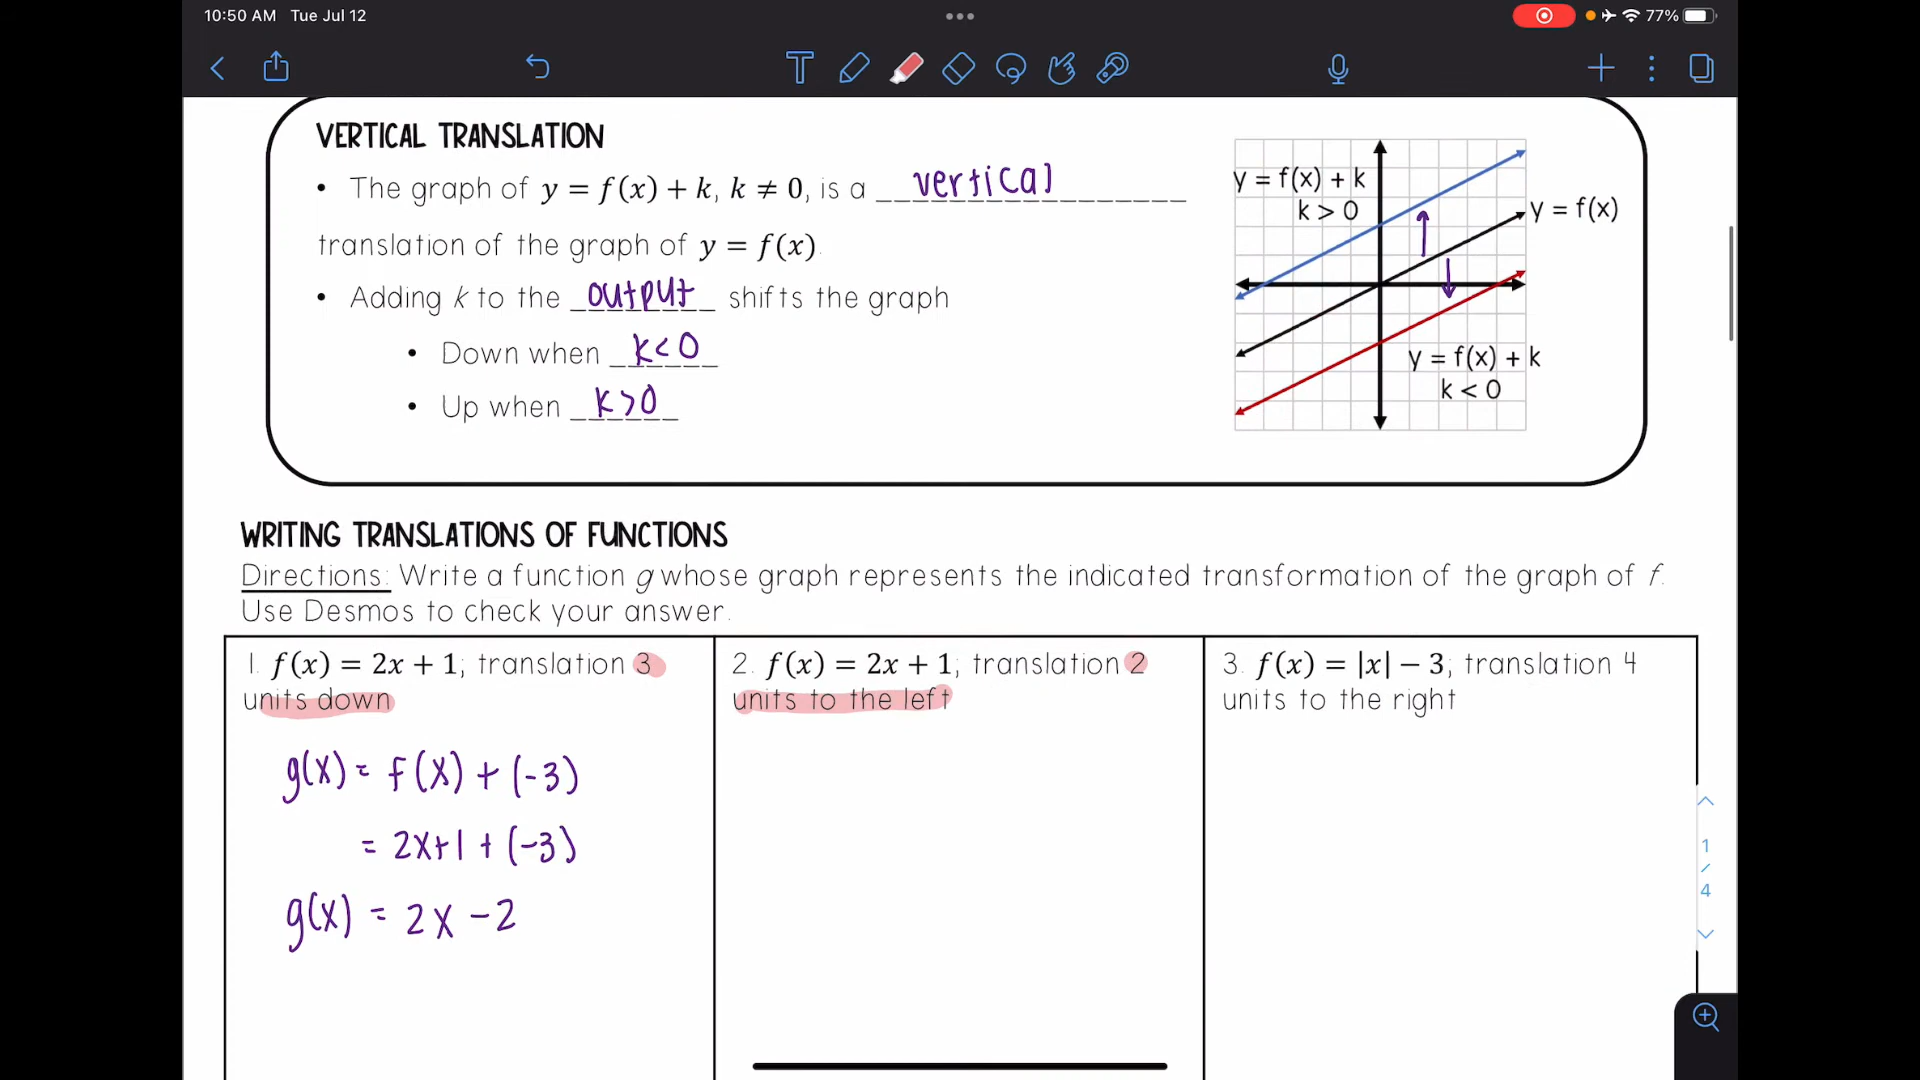 10:50 AM Tue Jul 12
77%
VERTICAL TRANSLATION
• The graph of y = f(x) + k, k ≠ 0, is a vertical
translation of the graph of y = f(x).
• Adding k to the output shifts the graph
• Down when k<0
• Up when k>0
y = f(x) + k
k > 0
y = f(x)
y = f(x) + k
k < 0
WRITING TRANSLATIONS OF FUNCTIONS
Directions: Write a function g whose graph represents the indicated transformation of the graph of f.
Use Desmos to check your answer.
1. f(x) = 2x + 1; translation 3
units down
g(x) = f(x) + (-3)
= 2x+1 + (-3)
g(x) = 2x - 2
2. f(x) = 2x + 1; translation 2
units to the left
3. f(x) = |x| − 3; translation 4
units to the right
1
/
4